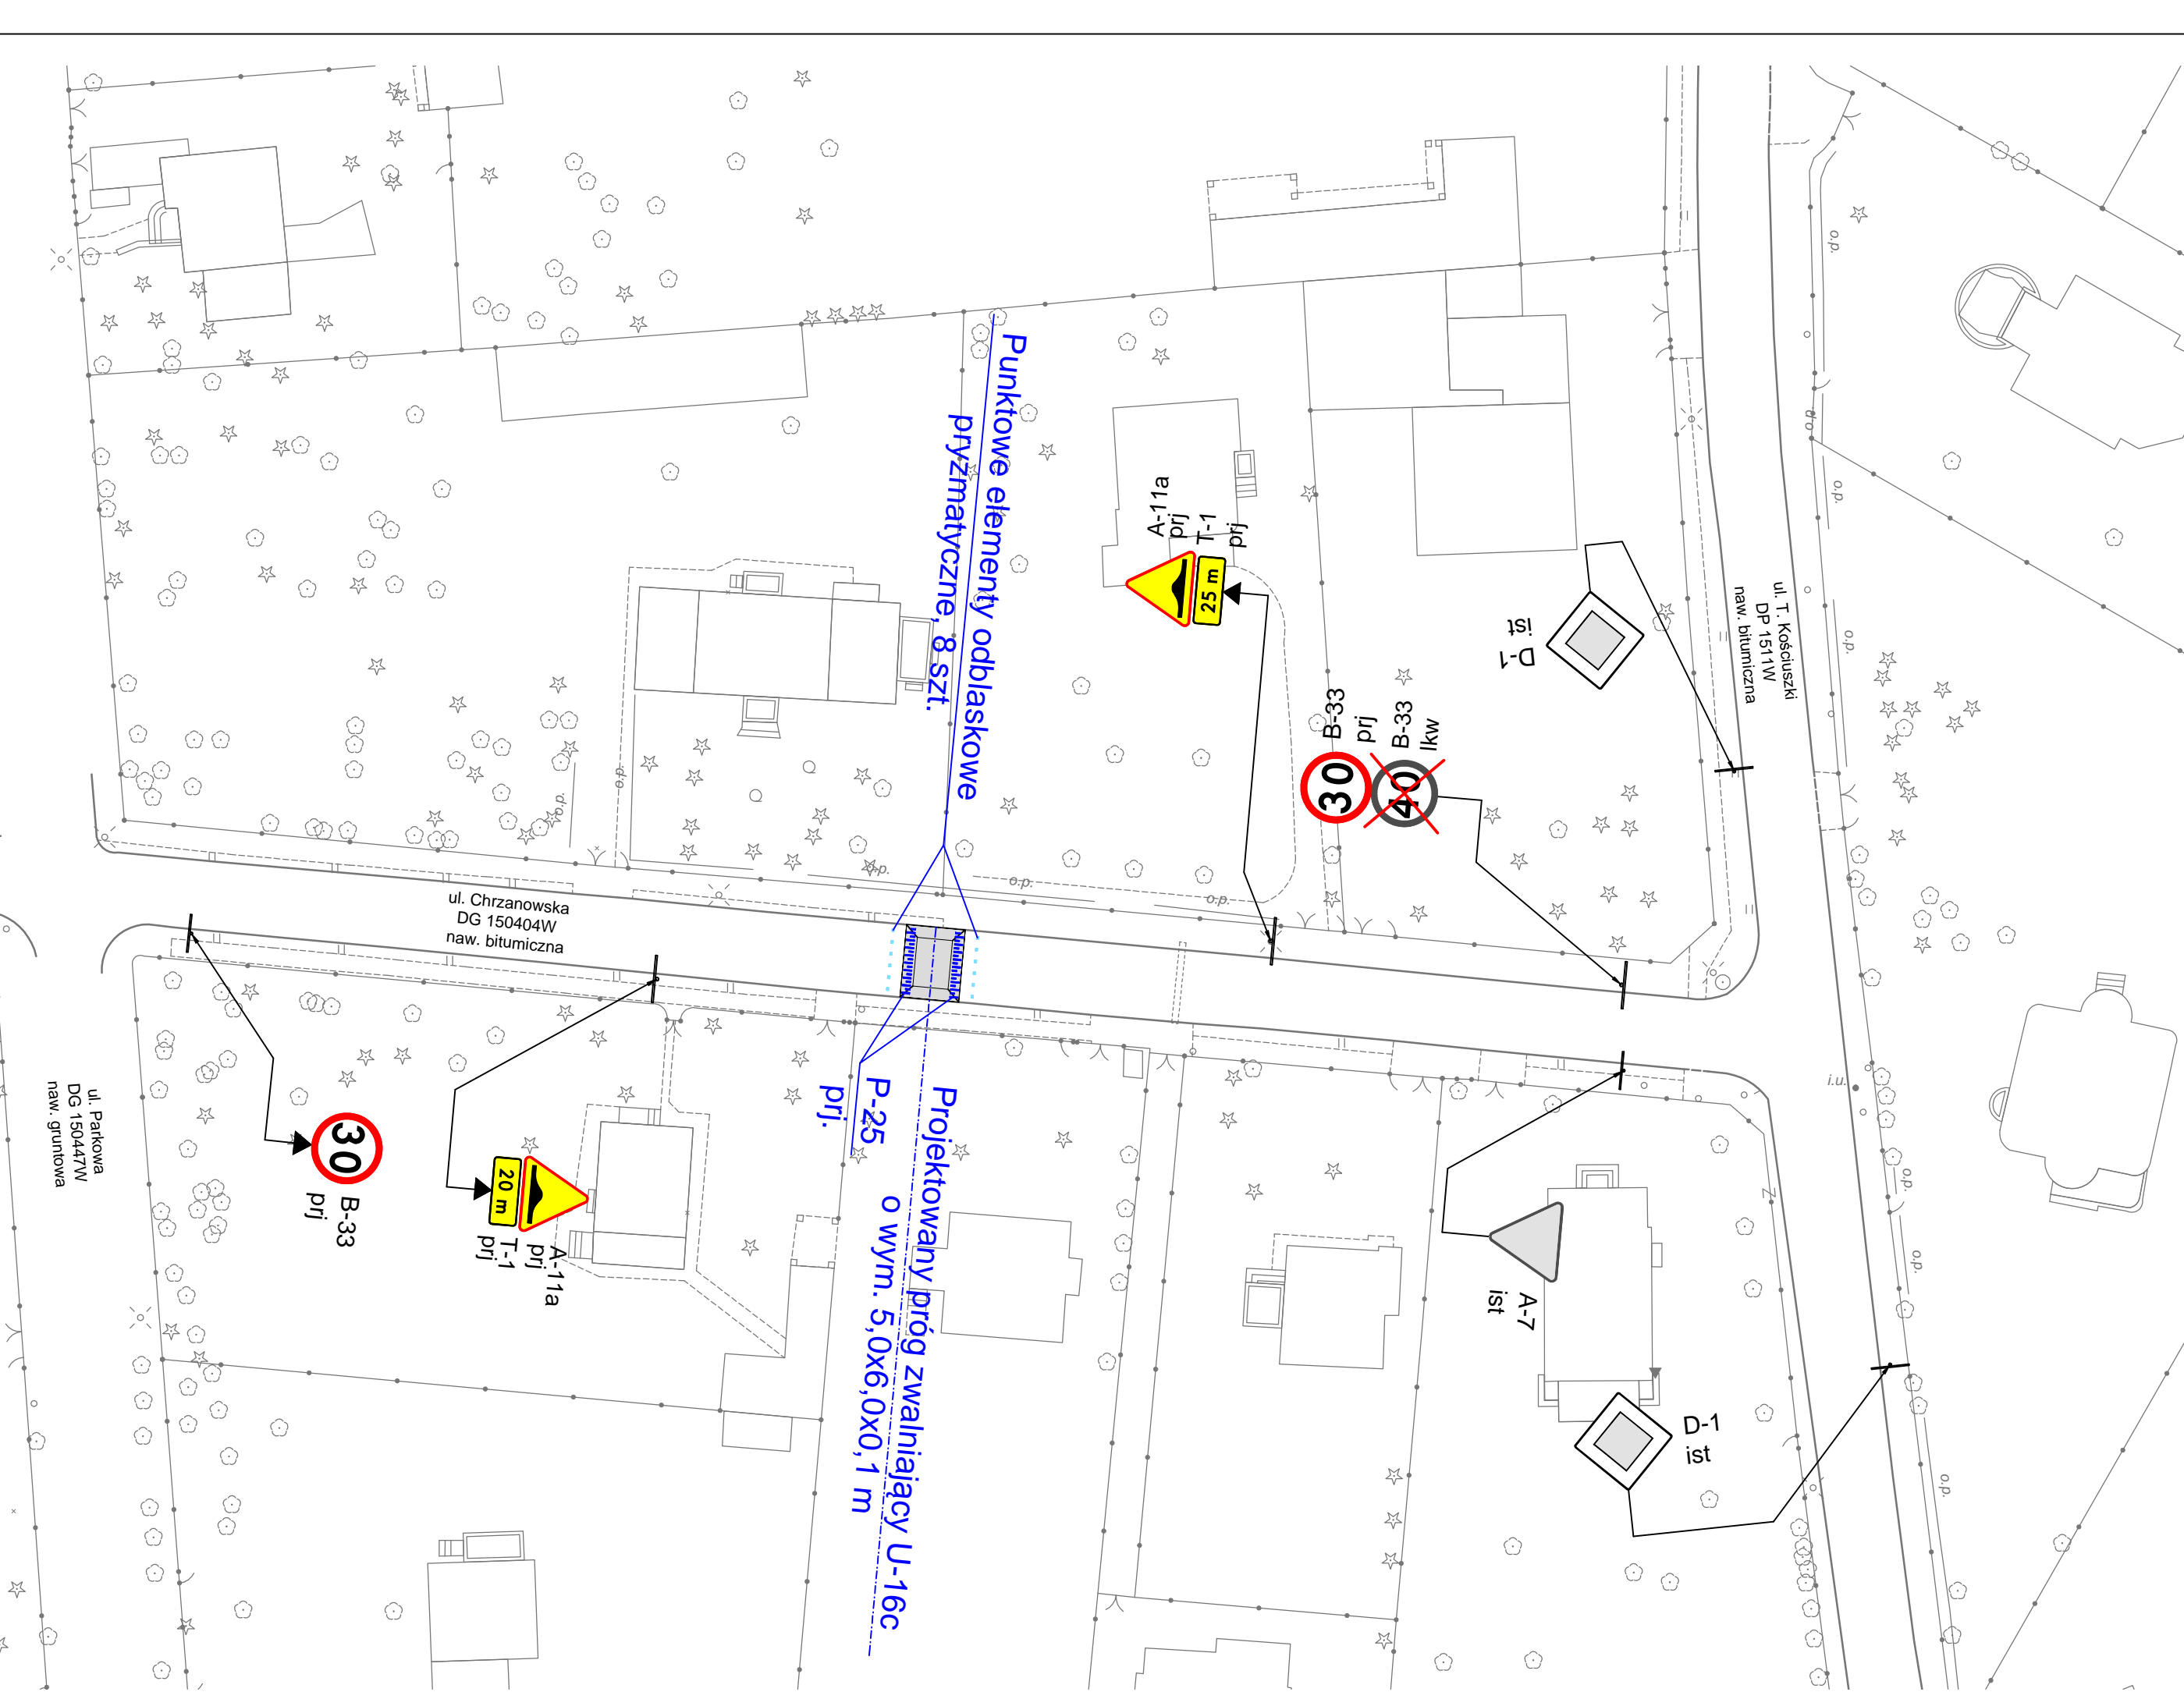 Punktowe elementy odblaskowe
pryzmatyczne, 8 szt.
A-11a
prj
T-1
prj
25 m
ist
D-1
ul. T. Kościuszki
DP 1511W
naw. bitumiczna
B-33
prj
B-33
lkw
30
40
ul. Chrzanowska
DG 150404W
naw. bitumiczna
ul. Parkowa
DG 150447W
naw. gruntowa
30
B-33
prj
20 m
A-11a
prj
T-1
prj
P-25
prj.
Projektowany próg zwalniający U-16c
o wym. 5,0x6,0x0,1 m
A-7
ist
D-1
ist
o.p.
o.p.
o.p.
o.p.
o.p.
o.p.
o.p.
o.p.
o.p.
i.u.
o.p.
o.p.
o.p.